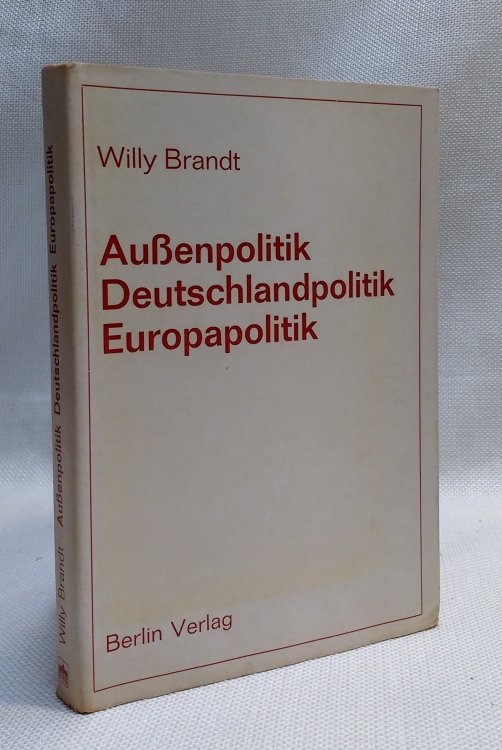 Willy Brandt
Außenpolitik
Deutschlandpolitik
Europapolitik
Berlin Verlag
Willy Brandt · Außenpolitik Deutschlandpolitik Europapolitik